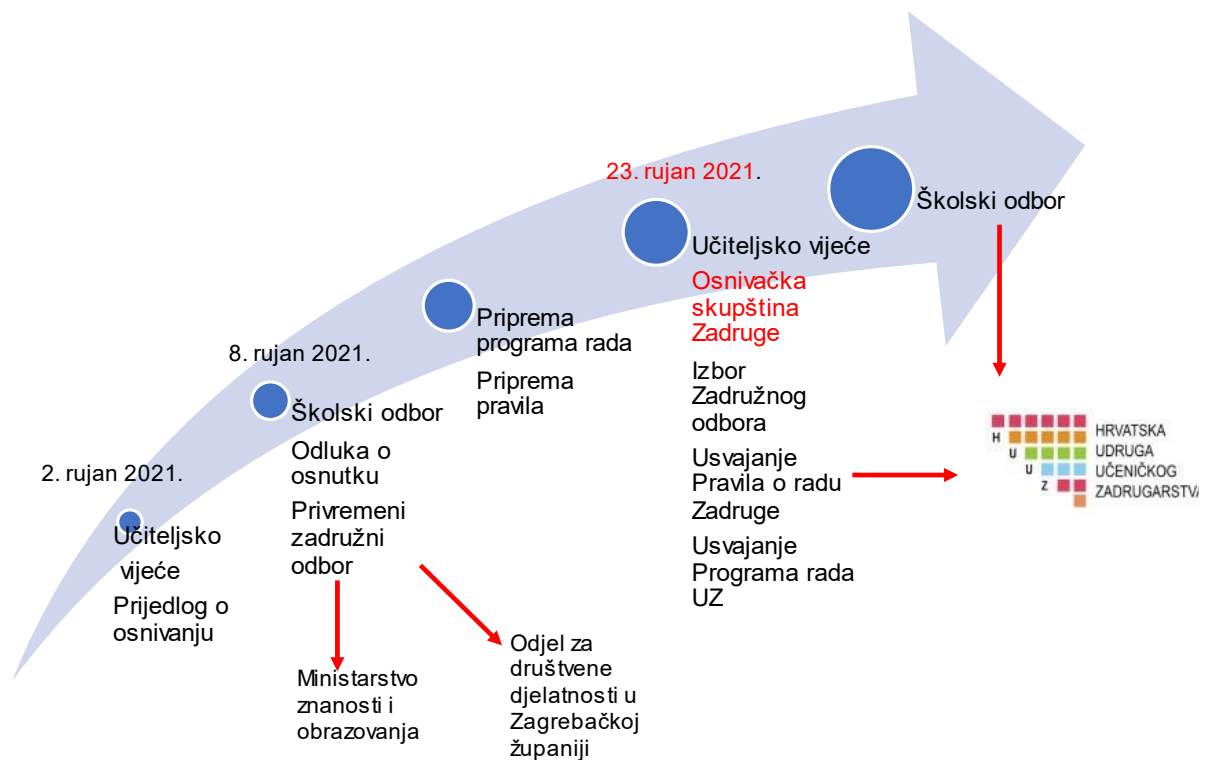 2. rujan 2021.
Učiteljsko
vijeće
Prijedlog o
osnivanju
8. rujan 2021.
Školski odbor
Odluka o
osnutku
Privremeni
zadružni
odbor
Ministarstvo
znanosti i
obrazovanja
Odjel za
društvene
djelatnosti u
Zagrebačkoj
županiji
Priprema
programa rada
Priprema
pravila
23. rujan 2021.
Učiteljsko vijeće
Osnivačka
skupština
Zadruge
Izbor
Zadružnog
odbora
Usvajanje
Pravila o radu
Zadruge
Usvajanje
Programa rada
UZ
Školski odbor
H HRVATSKA
U UDRUGA
U UČENIČKOG
Z ZADRUGARSTVA